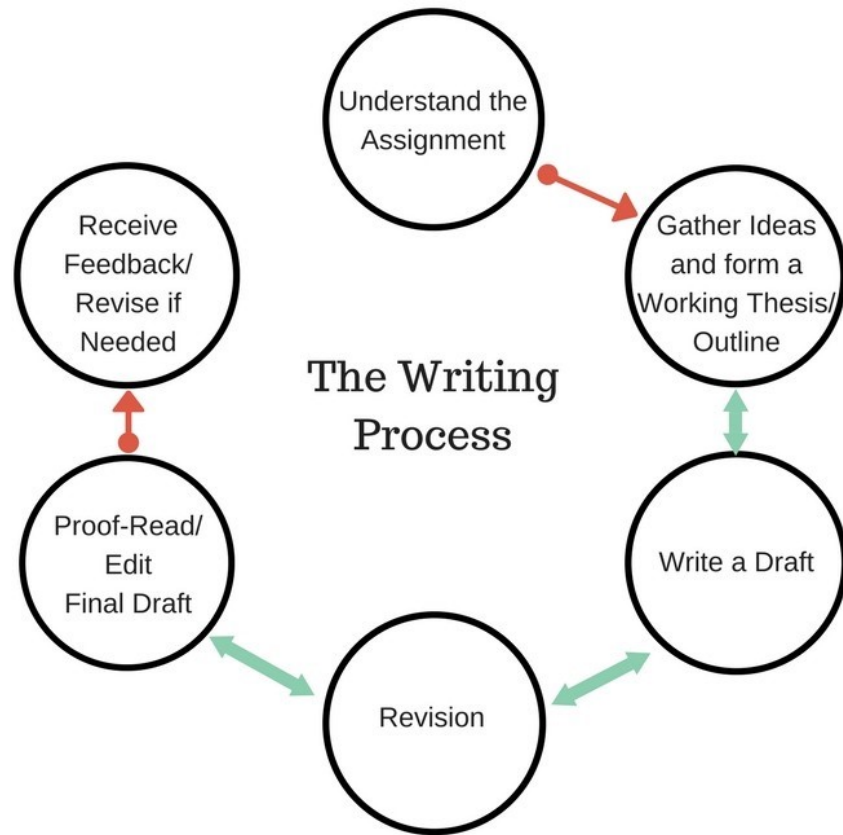 Understand the
Assignment
Gather Ideas
and form a
Working Thesis/
Outline
Write a Draft
Revision
Proof-Read/
Edit
Final Draft
Receive
Feedback/
Revise if
Needed
The Writing
Process